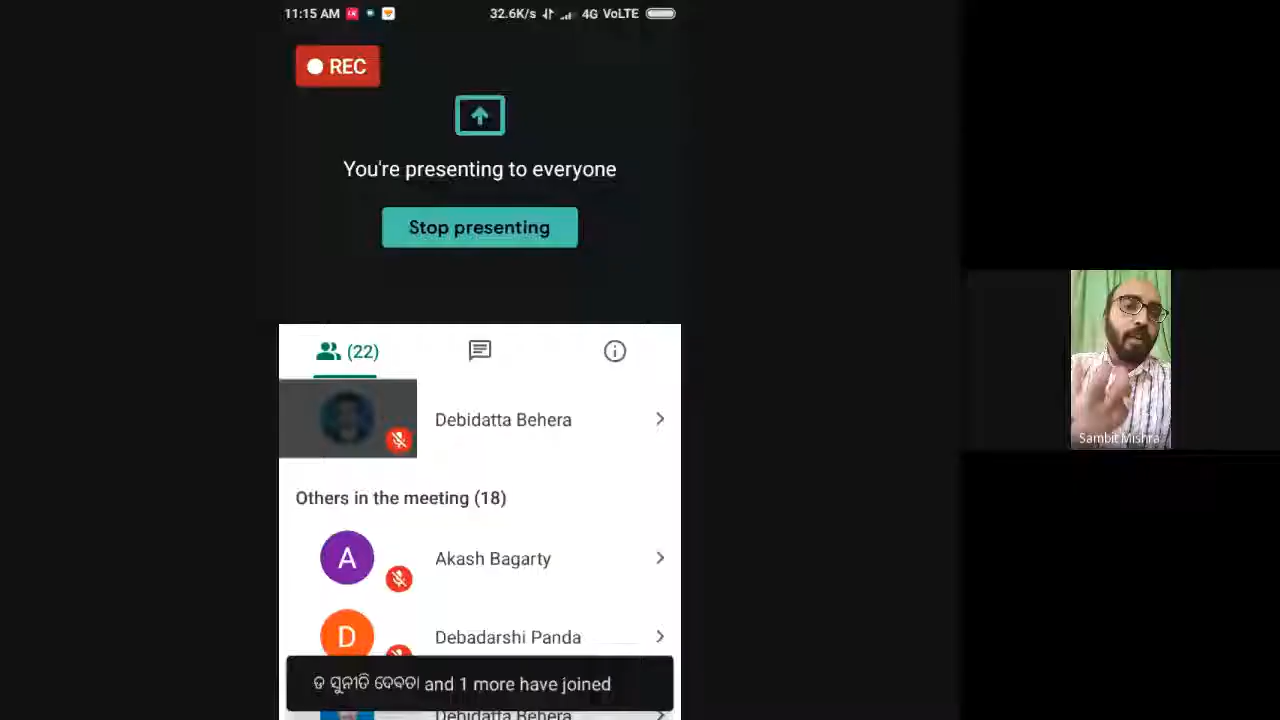 11:15 AM
32.6K/s 4G VoLTE
REC
You're presenting to everyone
Stop presenting
(22)
Debidatta Behera
Others in the meeting (18)
A
Akash Bagarty
D
Debadarshi Panda
ଡ ସୁନୀତି ଦେବତା and 1 more have joined
Debidatta Behera
Sambit Mishra